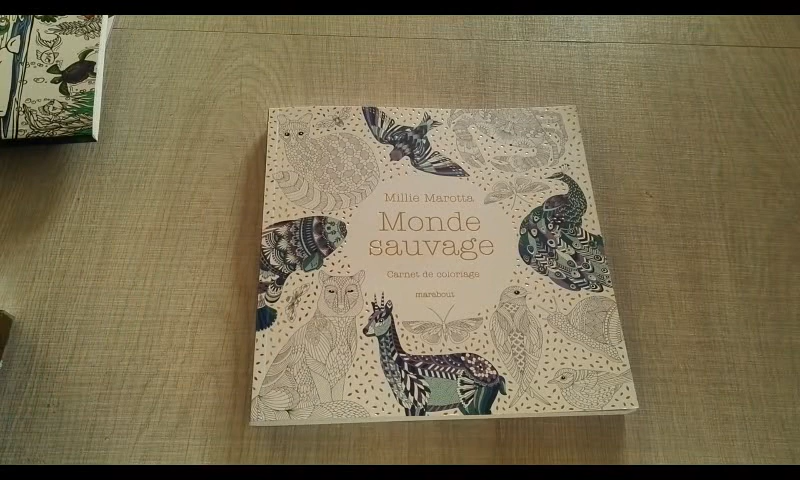 Millie Marotta
Monde
sauvage
Carnet de coloriage
marabout